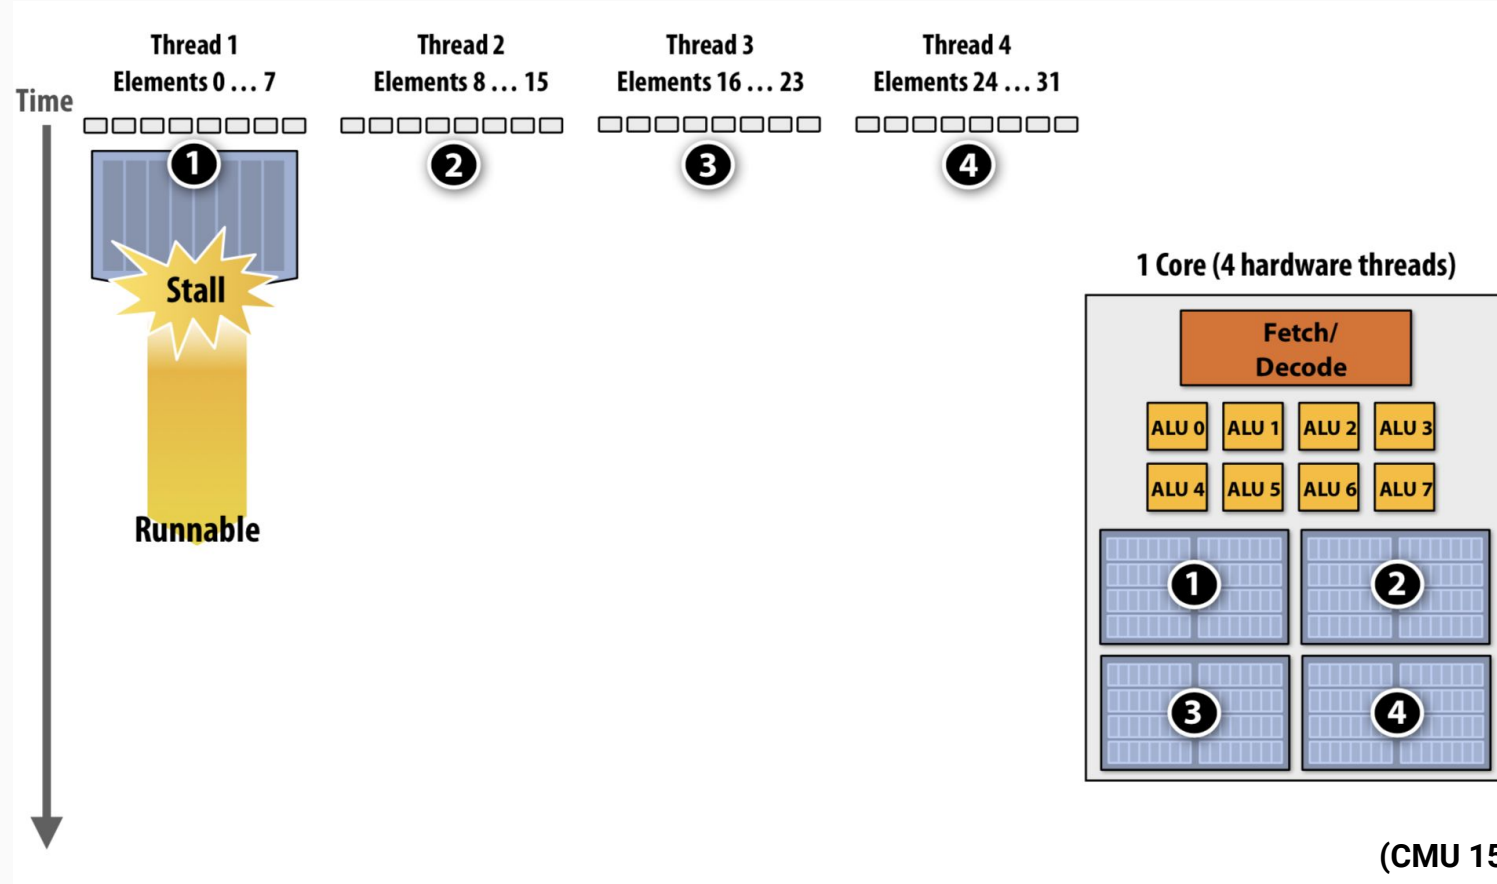 Thread 1
Elements 0 … 7
Thread 2
Elements 8 … 15
Thread 3
Elements 16 … 23
Thread 4
Elements 24 … 31
Time
1
2
3
4
Stall
Runnable
1 Core (4 hardware threads)
Fetch/
Decode
ALU 0
ALU 1
ALU 2
ALU 3
ALU 4
ALU 5
ALU 6
ALU 7
1
2
3
4
(CMU 15